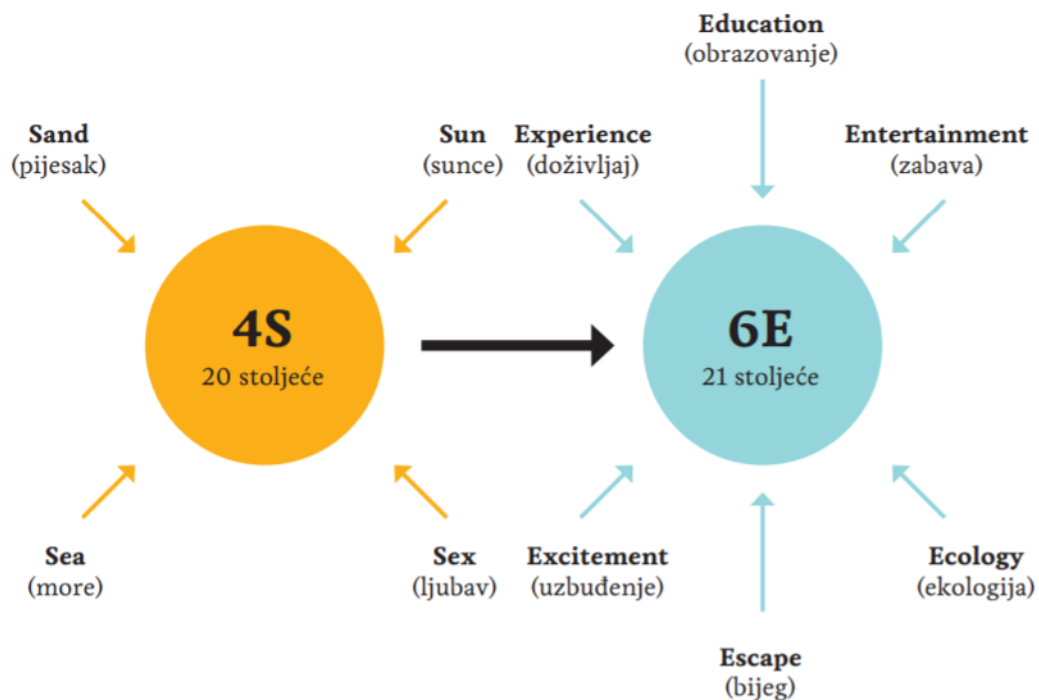 Education
(obrazovanje)
Sand
(pijesak)
Sun
(sunce)
Experience
(doživljaj)
Entertainment
(zabava)
4S
20 stoljeće
6E
21 stoljeće
Sea
(more)
Sex
(ljubav)
Excitement
(uzbuđenje)
Ecology
(ekologija)
Escape
(bijeg)